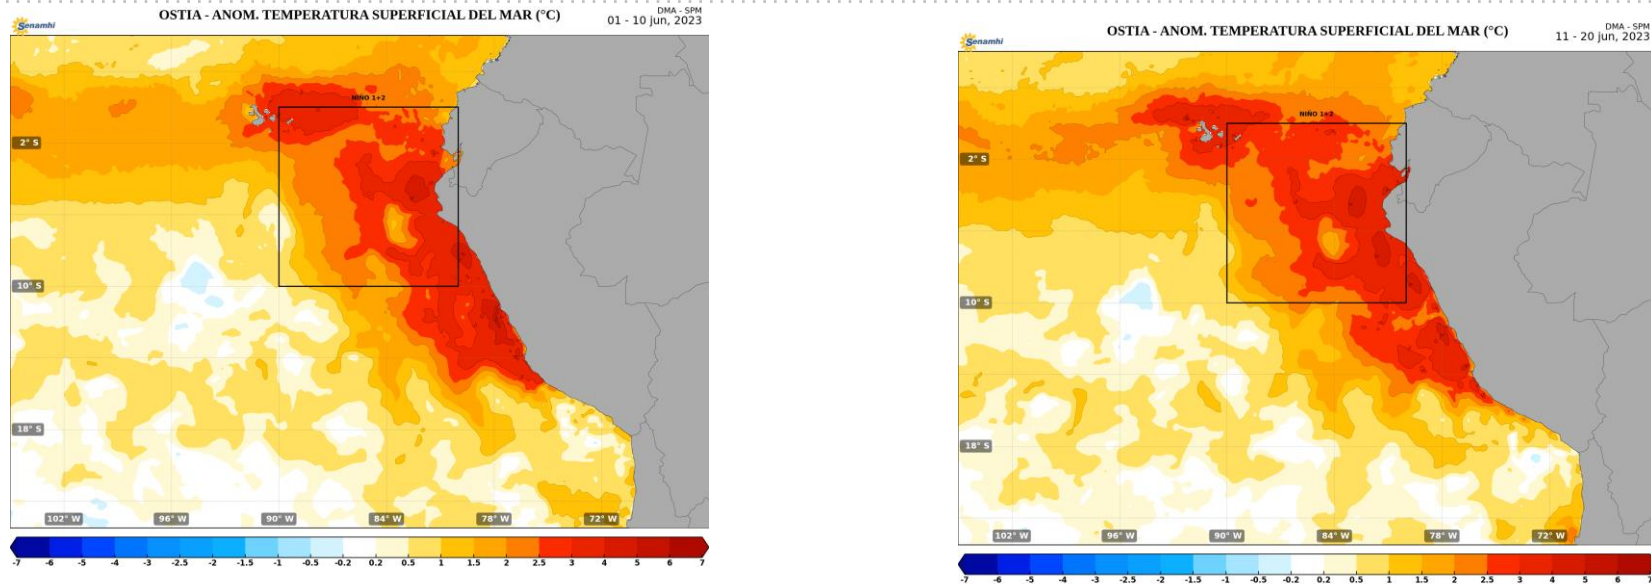 OSTIA - ANOM. TEMPERATURA SUPERFICIAL DEL MAR (°C)
DMA - SPM
01 - 10 jun, 2023
Senamhi
NIÑO 1+2
2° S
10° S
18° S
102° W 96° W 90° W 84° W 78° W 72° W
-7 -6 -5 -4 -3 -2.5 -2 -1.5 -1 -0.5 -0.2 0.2 0.5 1 1.5 2 2.5 3 4 5 6 7
OSTIA - ANOM. TEMPERATURA SUPERFICIAL DEL MAR (°C)
DMA - SPM
11 - 20 jun, 2023
Senamhi
NIÑO 1+2
2° S
10° S
18° S
102° W 96° W 90° W 84° W 78° W 72° W
-7 -6 -5 -4 -3 -2.5 -2 -1.5 -1 -0.5 -0.2 0.2 0.5 1 1.5 2 2.5 3 4 5 6